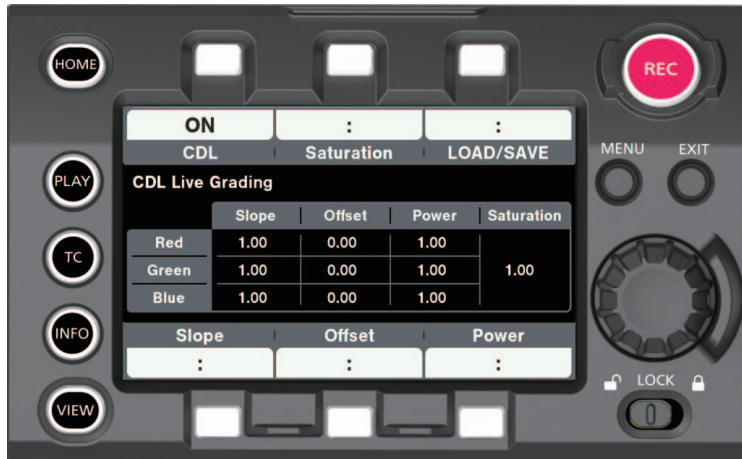 HOME
REC
ON : :
CDL Saturation LOAD/SAVE
MENU EXIT
PLAY
CDL Live Grading
Slope Offset Power Saturation
Red 1.00 0.00 1.00
TC
Green 1.00 0.00 1.00 1.00
Blue 1.00 0.00 1.00
INFO
Slope Offset Power
: : :
LOCK
VIEW
0